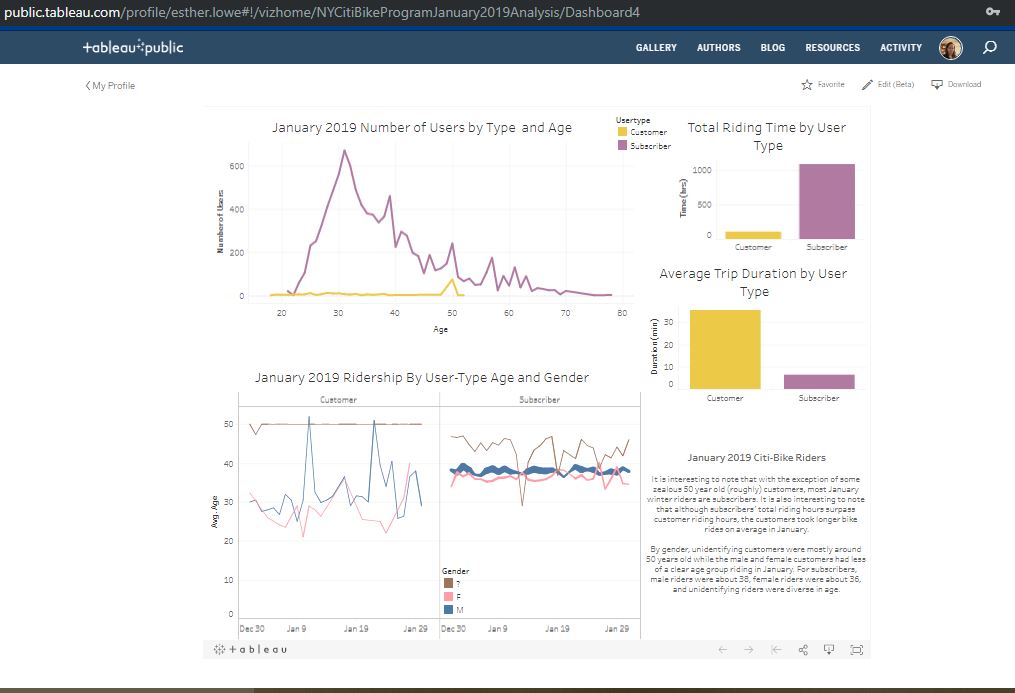 public.tableau.com/profile/esther.lowe#!/vizhome/NYCitiBikeProgramJanuary2019Analysis/Dashboard4
+ableau public
GALLERY AUTHORS BLOG RESOURCES ACTIVITY
My Profile
Favorite Edit (Beta) Download
January 2019 Number of Users by Type and Age
Number of Users
600
400
200
0
20 30 40 50 60 70 80
Age
Usertype
Customer
Subscriber
Total Riding Time by User
Type
Time (hrs)
1000
500
0
Customer Subscriber
Average Trip Duration by User
Type
Duration (min)
30
20
10
0
Customer Subscriber
January 2019 Ridership By User-Type Age and Gender
Customer Subscriber
Avg. Age
50
40
30
20
10
0
Dec 30 Jan 9 Jan 19 Jan 29 Dec 30 Jan 9 Jan 19 Jan 29
Gender
?
F
M
January 2019 Citi-Bike Riders
It is interesting to note that with the exception of some
zealous 50 year old (roughly) customers, most January
winter riders are subscribers. It is also interesting to note
that although subscribers' total riding hours surpass
customer riding hours, the customers took longer bike
rides on average in January.
By gender, unidentifying customers were mostly around
50 years old while the male and female customers had less
of a clear age group riding in January. For subscribers,
male riders were about 38, female riders were about 36,
and unidentifying riders were diverse in age.
+ a b l e a u